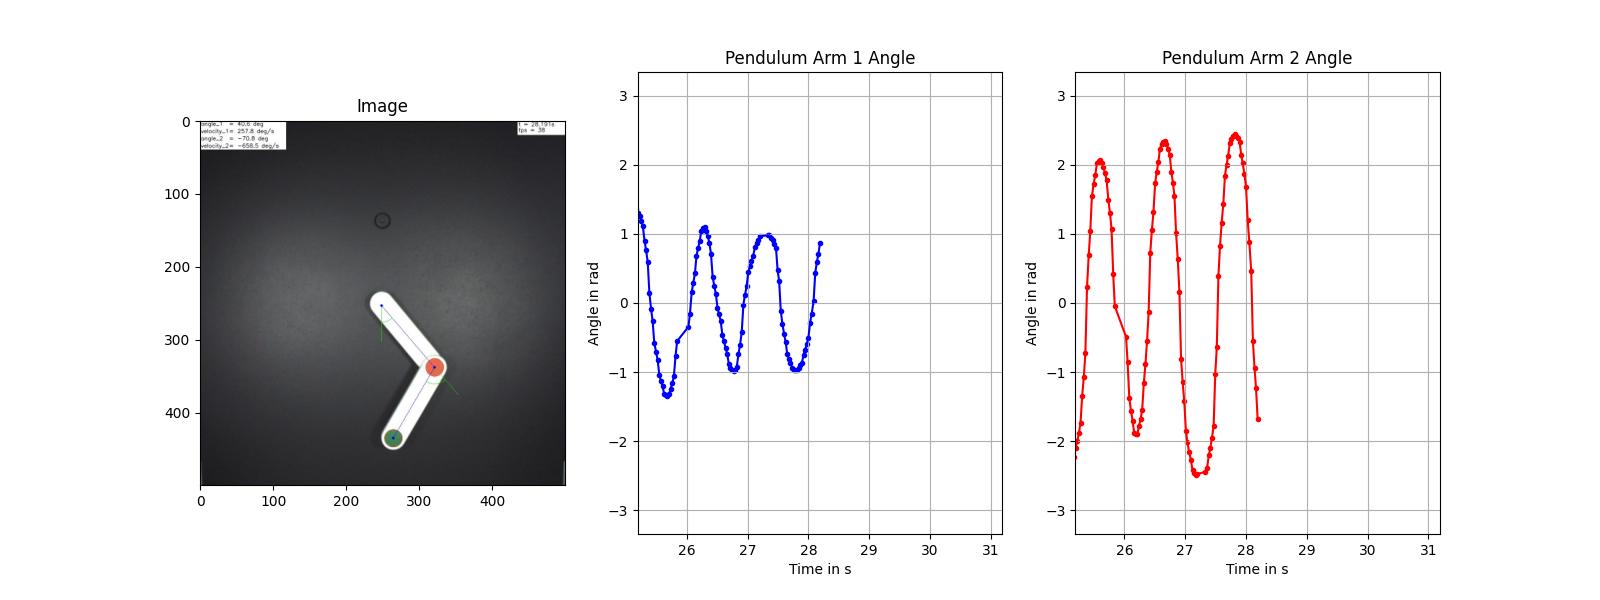 Image
angle_1 = 40.6 deg
velocity_1= 257.8 deg/s
angle_2 = -70.8 deg
velocity_2= -658.5 deg/s
t = 28.191s
fps = 38
0
100
200
300
400
0 100 200 300 400
Pendulum Arm 1 Angle
Angle in rad
3
2
1
0
−1
−2
−3
26 27 28 29 30 31
Time in s
Pendulum Arm 2 Angle
Angle in rad
3
2
1
0
−1
−2
−3
26 27 28 29 30 31
Time in s